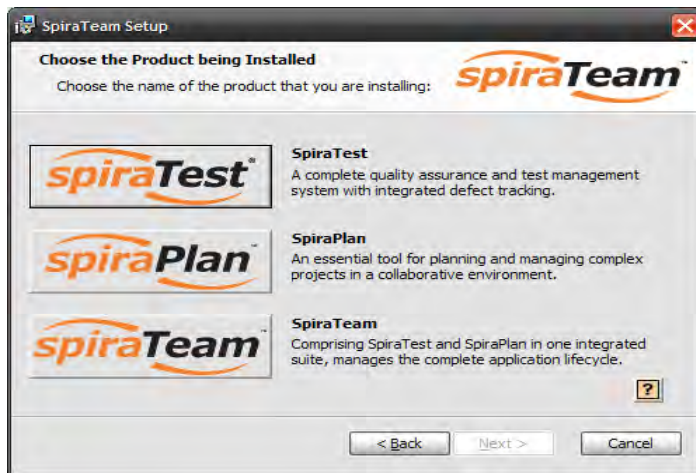 SpiraTeam Setup
Choose the Product being Installed
Choose the name of the product that you are installing:
spiraTeam™
spiraTest®
SpiraTest
A complete quality assurance and test management
system with integrated defect tracking.
spiraPlan™
SpiraPlan
An essential tool for planning and managing complex
projects in a collaborative environment.
spiraTeam™
SpiraTeam
Comprising SpiraTest and SpiraPlan in one integrated
suite, manages the complete application lifecycle.
?
< Back
Next >
Cancel